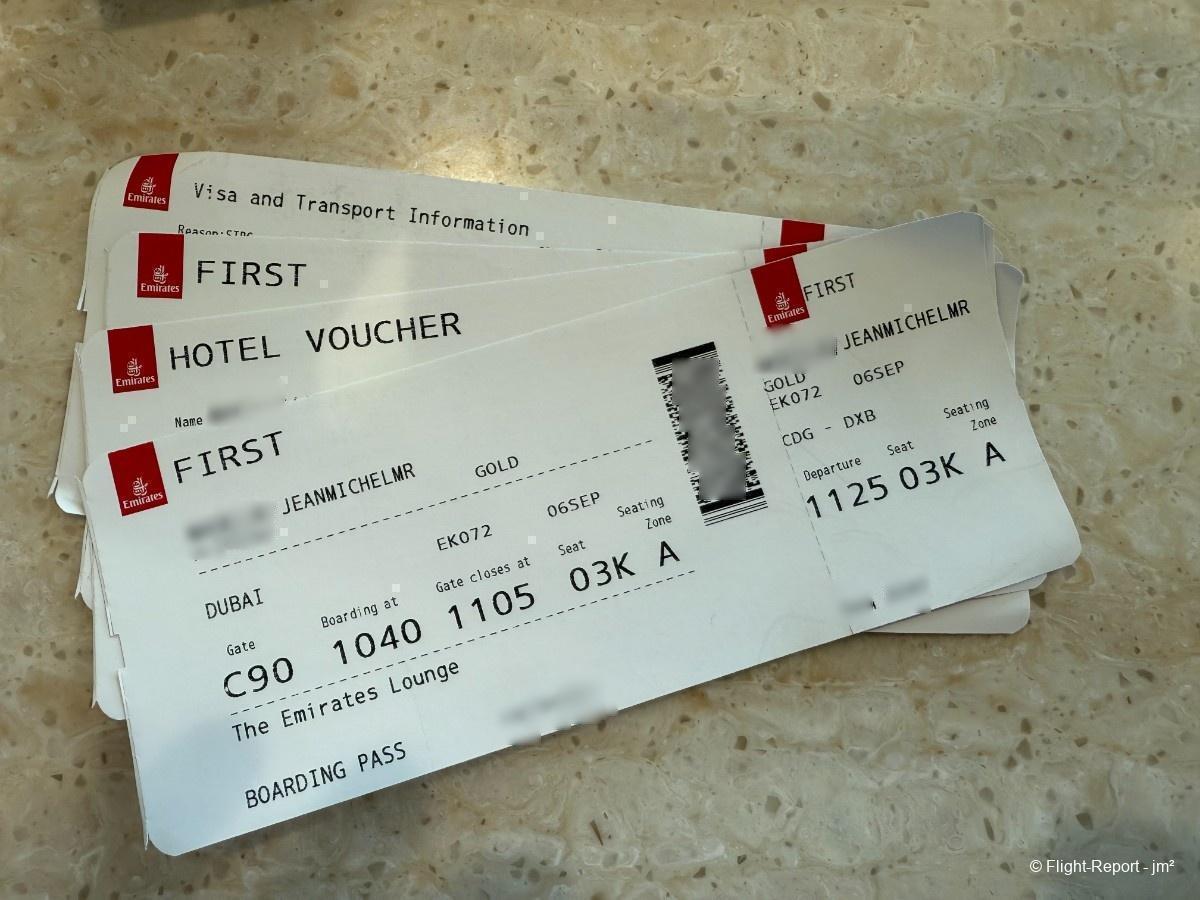 Emirates
Visa and Transport Information
Emirates
FIRST
Emirates
HOTEL VOUCHER
Name
Emirates
FIRST
JEANMICHELMR GOLD
EK072 06SEP
DUBAI
Gate Boarding at Gate closes at Seat Seating Zone
C90 1040 1105 03K A
The Emirates Lounge
BOARDING PASS
Emirates
FIRST
JEANMICHELMR
GOLD
EK072 06SEP
CDG - DXB
Departure Seat Seating Zone
1125 03K A
© Flight-Report - jm²